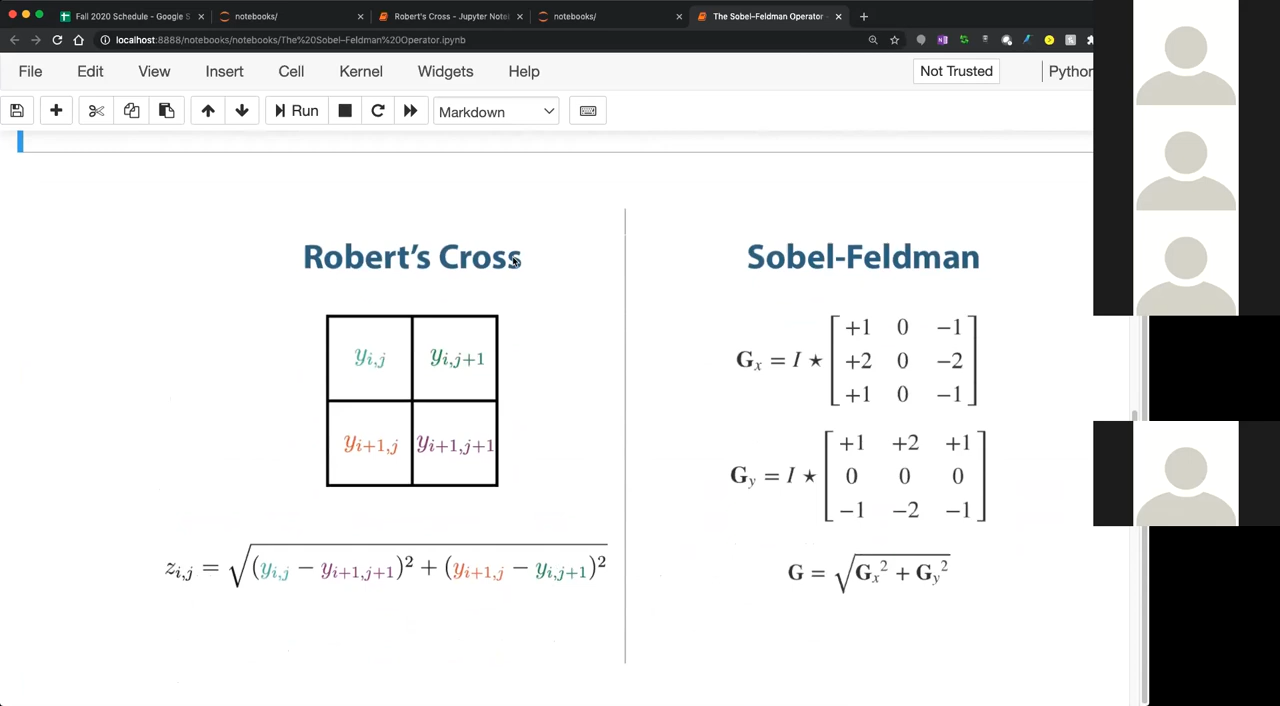 Fall 2020 Schedule - Google S
notebooks/
Robert's Cross - Jupyter Note
notebooks/
The Sobel–Feldman Operator -
localhost:8888/notebooks/notebooks/The%20Sobel–Feldman%20Operator.ipynb
File Edit View Insert Cell Kernel Widgets Help Not Trusted Python
Run Markdown
Robert's Cross
y_{i,j} y_{i,j+1}
y_{i+1,j} y_{i+1,j+1}
z_{i,j} = √((y_{i,j} − y_{i+1,j+1})² + (y_{i+1,j} − y_{i,j+1})²)
Sobel-Feldman
+1 0 −1
G_x = I ⋆ +2 0 −2
+1 0 −1
+1 +2 +1
G_y = I ⋆ 0 0 0
−1 −2 −1
G = √(G_x² + G_y²)